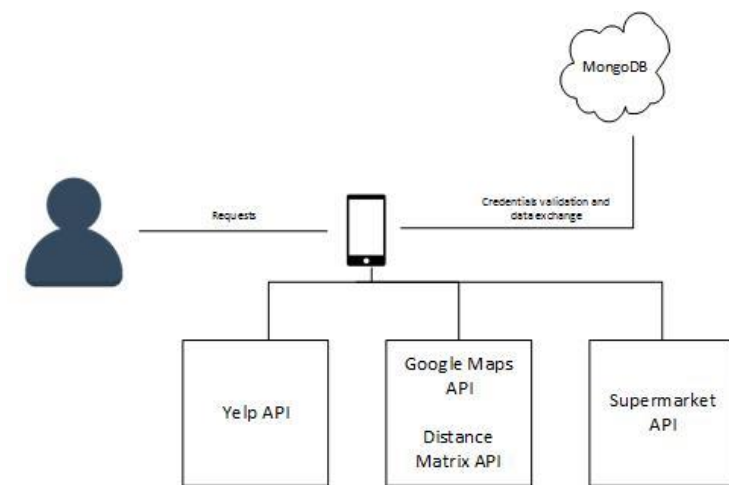 MongoDB
Requests
Credentials validation and
data exchange
Yelp API
Google Maps
API
Distance
Matrix API
Supermarket
API